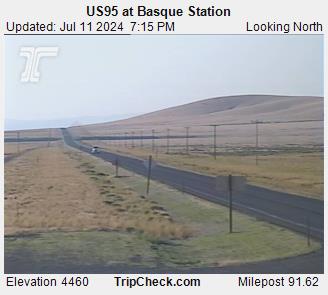 US95 at Basque Station
Updated: Jul 11 2024 7:15 PM Looking North
Elevation 4460 TripCheck.com Milepost 91.62